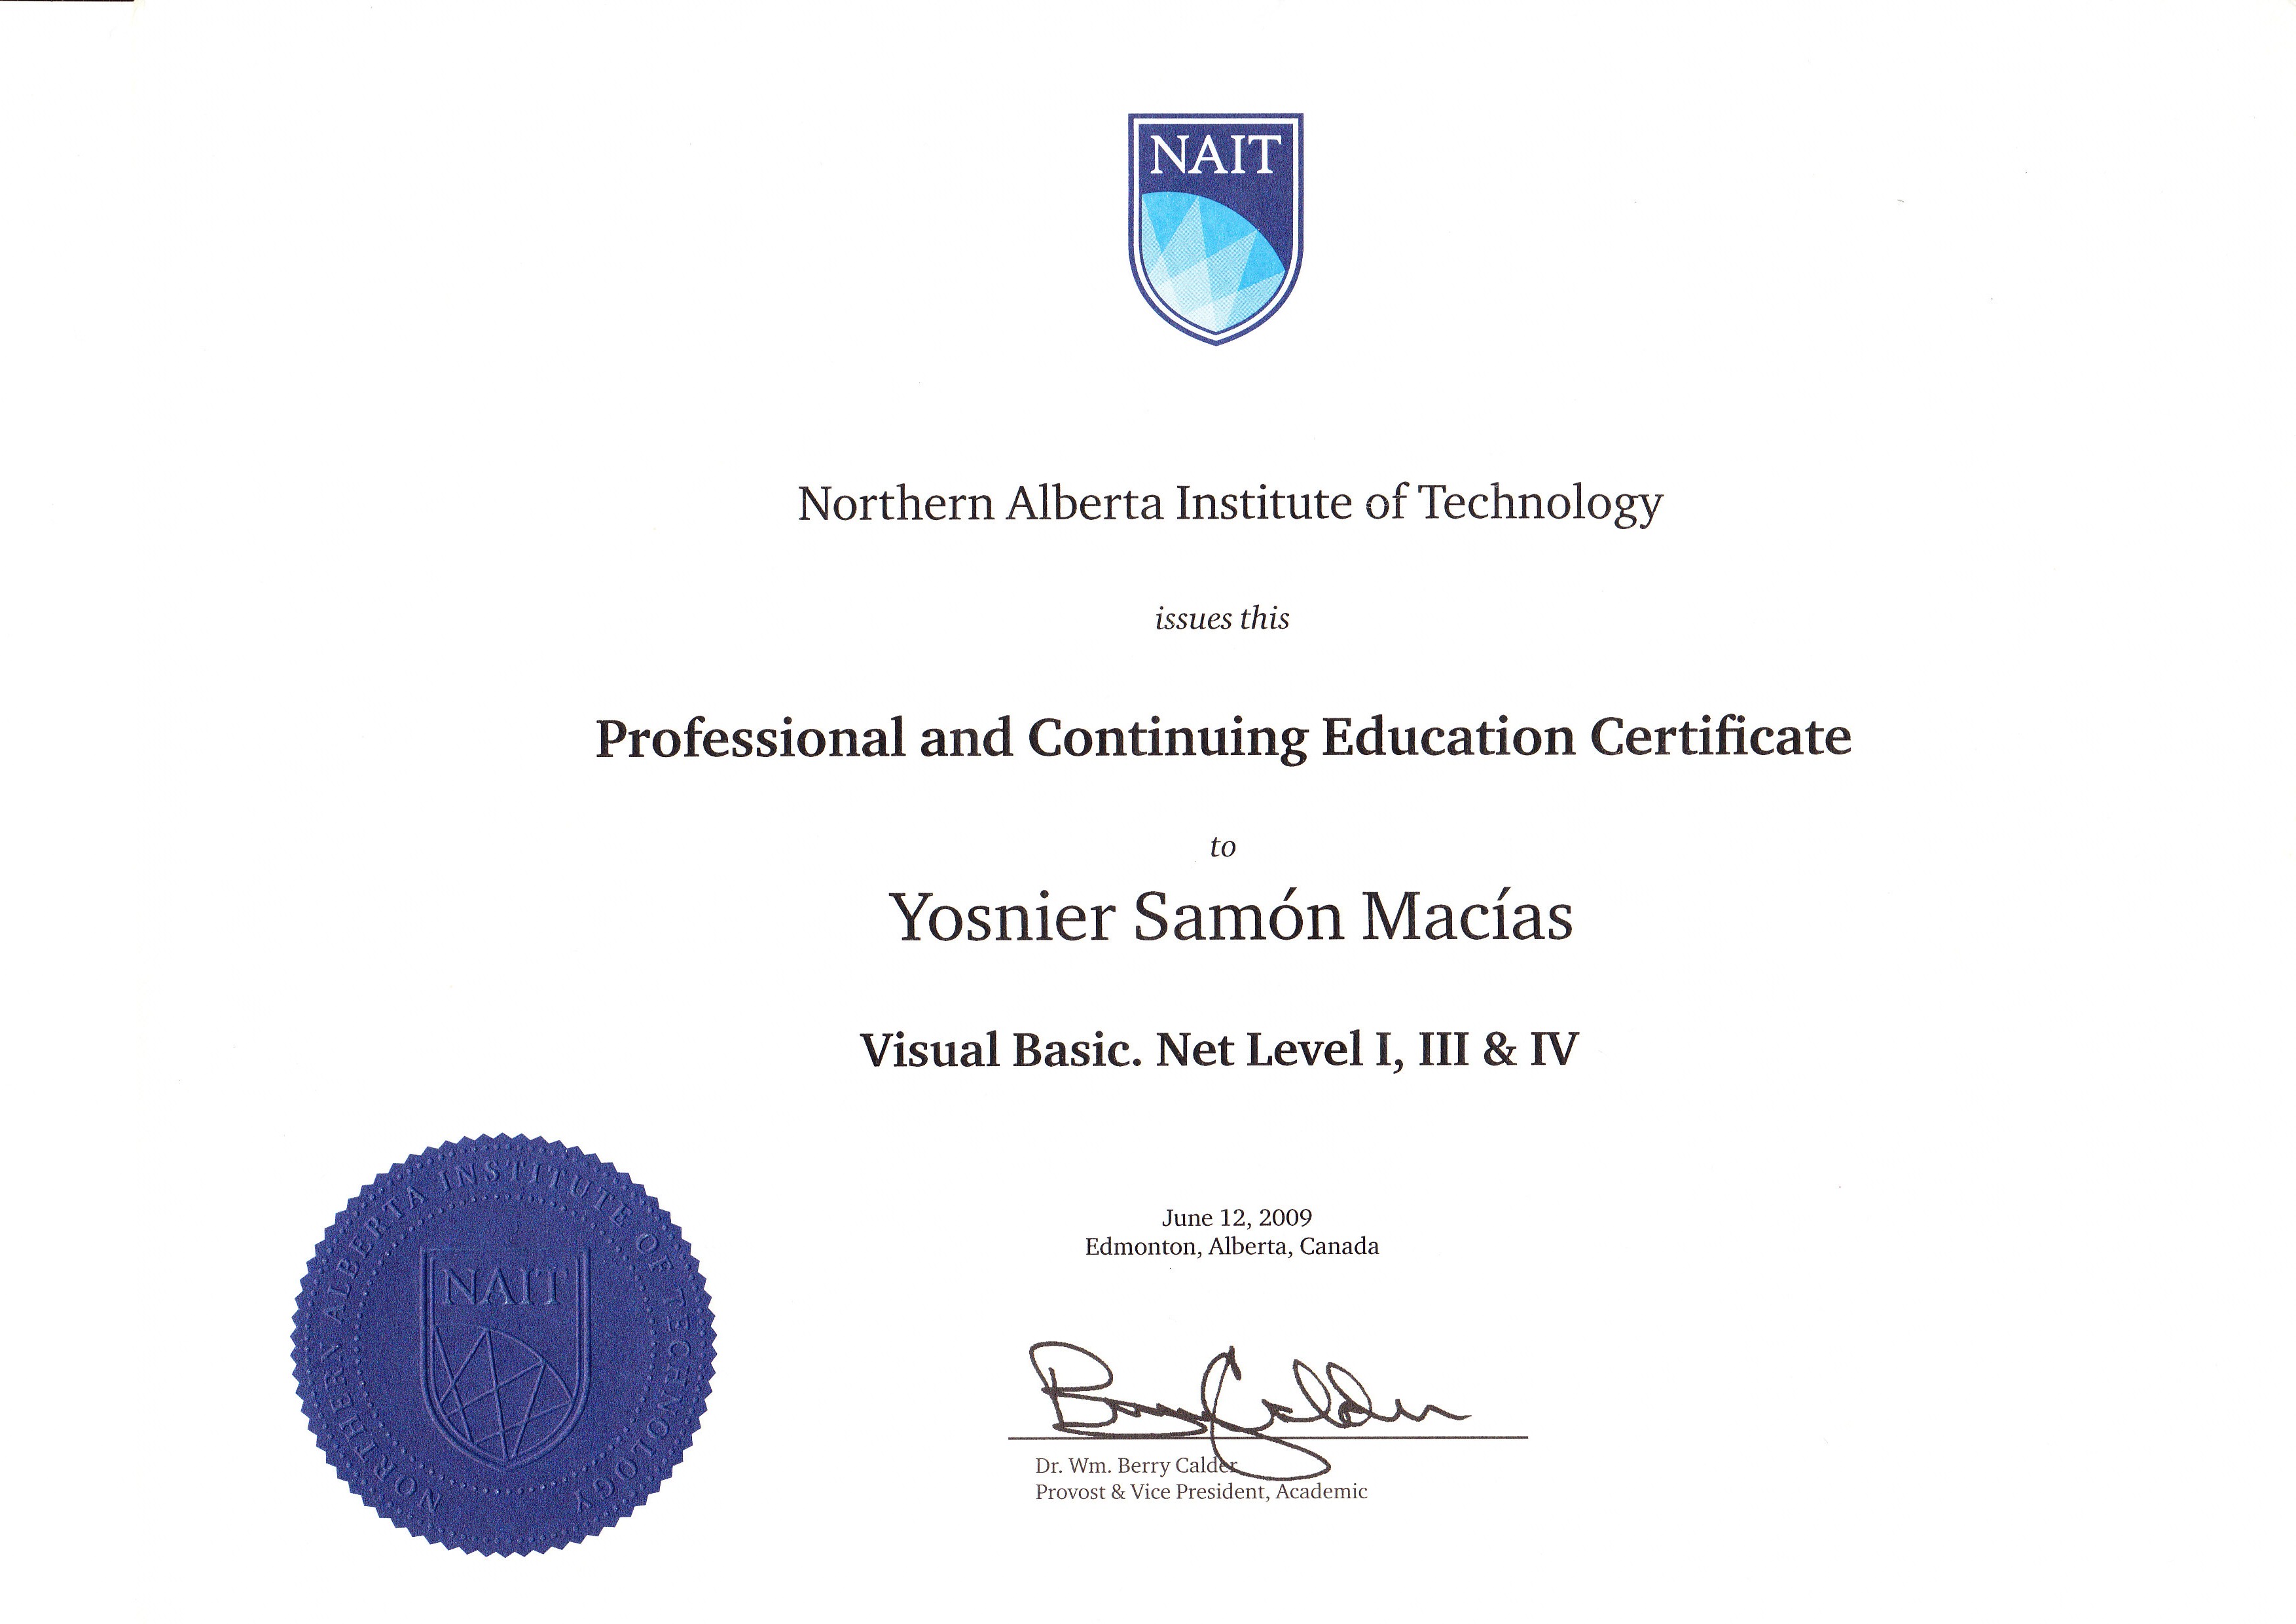 NAIT
Northern Alberta Institute of Technology
issues this
Professional and Continuing Education Certificate
to
Yosnier Samón Macías
Visual Basic. Net Level I, III & IV
NORTHERN ALBERTA INSTITUTE OF TECHNOLOGY
NAIT
June 12, 2009
Edmonton, Alberta, Canada
Berry Calder
Dr. Wm. Berry Calder
Provost & Vice President, Academic